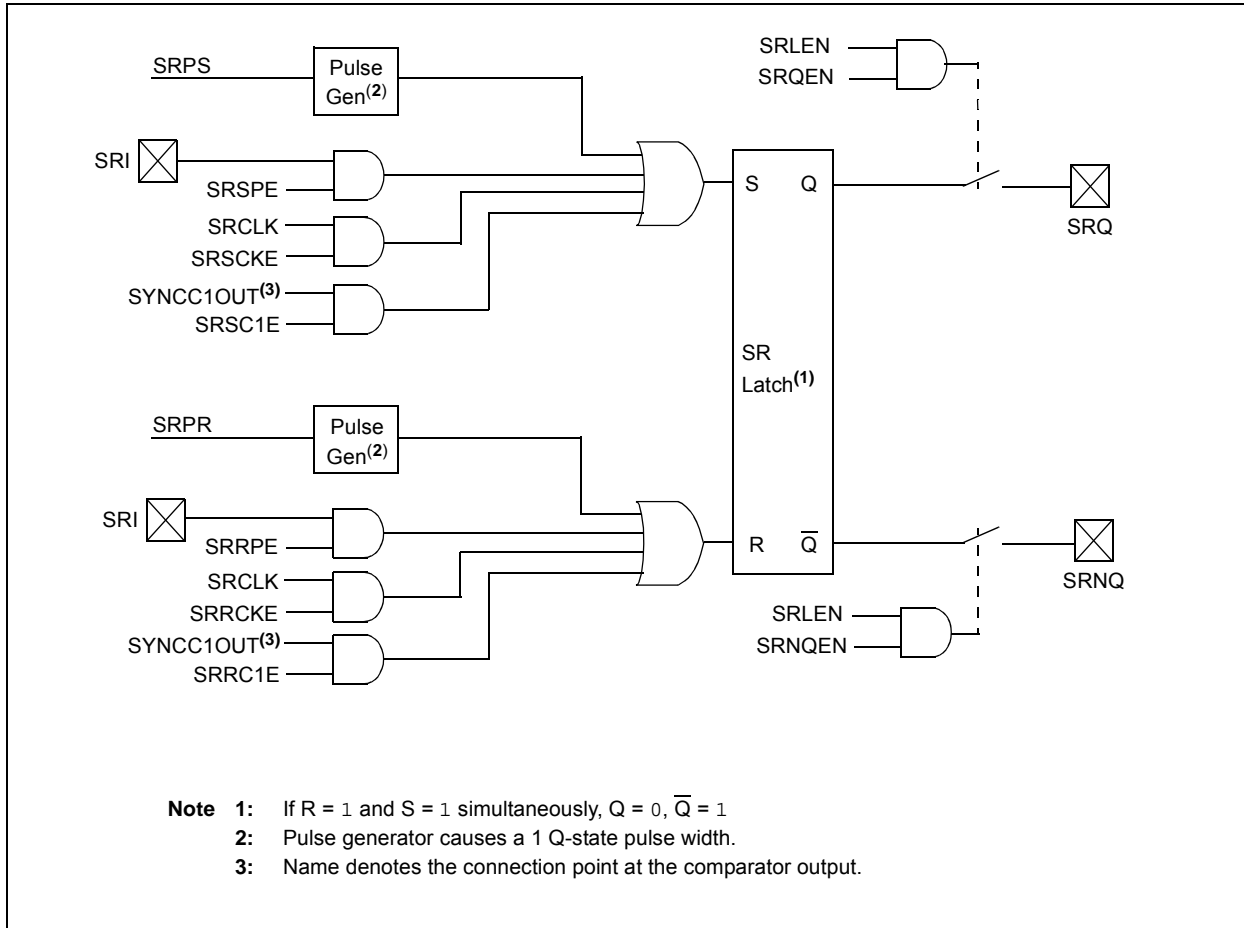 SRPS
Pulse
Gen(2)
SRI
SRSPE
SRCLK
SRSCKE
SYNCC1OUT(3)
SRSC1E
SRLEN
SRQEN
S Q
SRQ
SR
Latch(1)
SRPR
Pulse
Gen(2)
SRI
SRRPE
SRCLK
SRRCKE
SYNCC1OUT(3)
SRRC1E
R Q̅
SRNQ
SRLEN
SRNQEN
Note 1: If R = 1 and S = 1 simultaneously, Q = 0, Q̅ = 1
2: Pulse generator causes a 1 Q-state pulse width.
3: Name denotes the connection point at the comparator output.